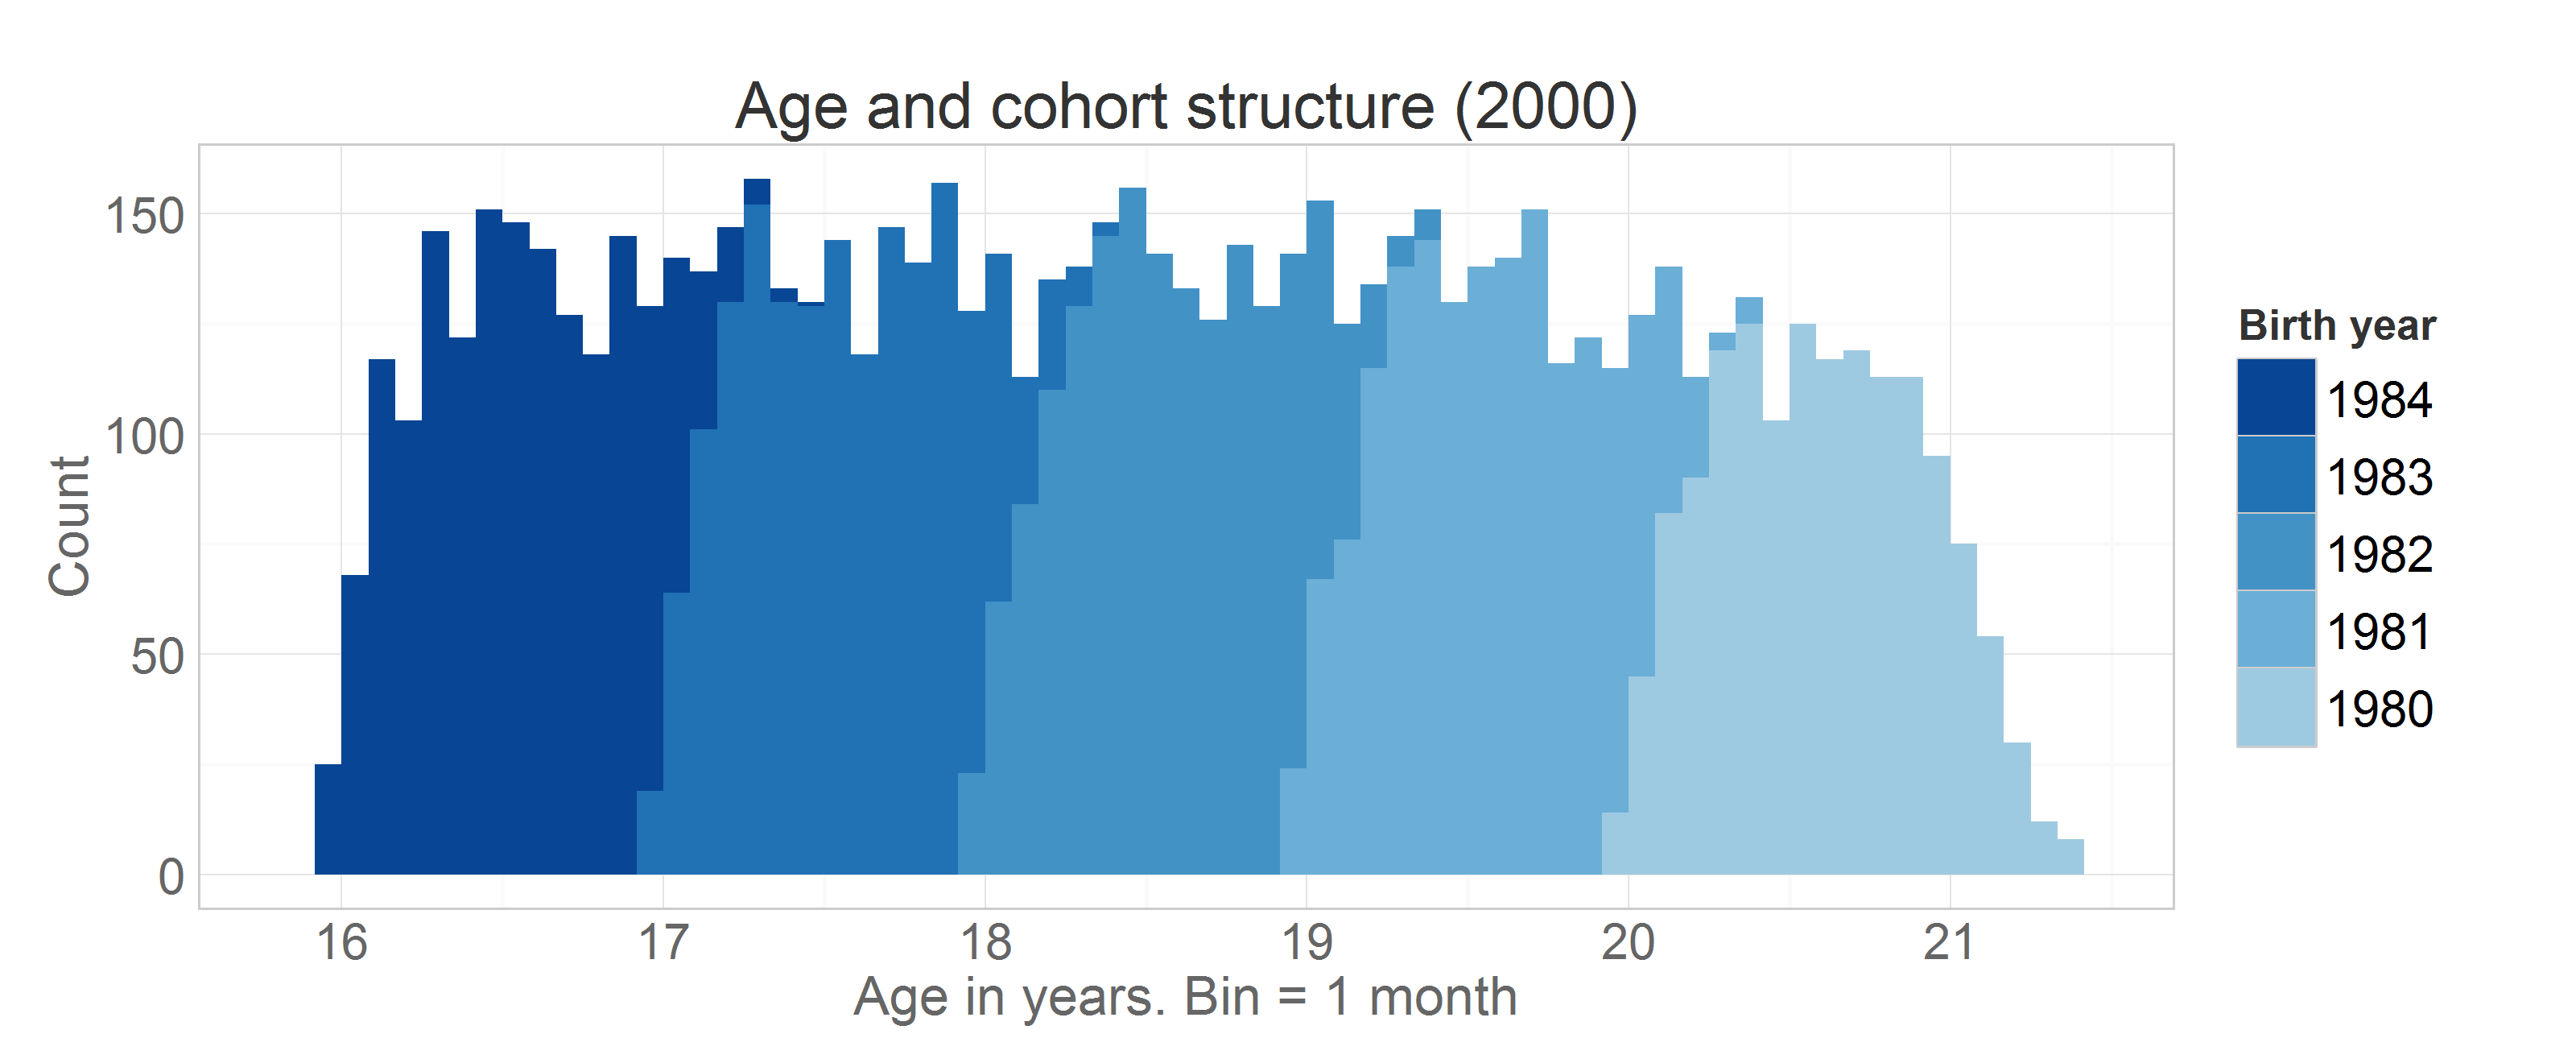 Age and cohort structure (2000)
150
100
50
0
Count
16 17 18 19 20 21
Age in years. Bin = 1 month
Birth year
1984
1983
1982
1981
1980